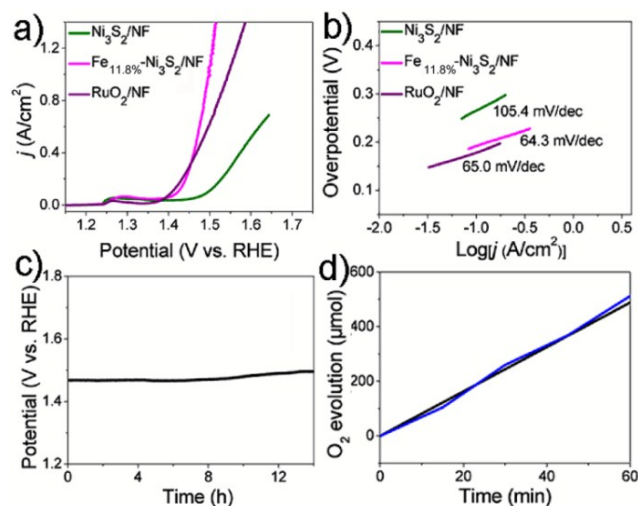 a)
Ni₃S₂/NF
Fe₁₁.₈%-Ni₃S₂/NF
RuO₂/NF
j (A/cm²)
1.2
0.8
0.4
0.0
1.2 1.3 1.4 1.5 1.6 1.7
Potential (V vs. RHE)
b)
Ni₃S₂/NF
Fe₁₁.₈%-Ni₃S₂/NF
RuO₂/NF
Overpotential (V)
0.4
0.3
0.2
0.1
105.4 mV/dec
64.3 mV/dec
65.0 mV/dec
-2.0 -1.5 -1.0 -0.5 0.0 0.5
Log[j (A/cm²)]
c)
Potential (V vs. RHE)
1.8
1.6
1.4
1.2
0 4 8 12
Time (h)
d)
O₂ evolution (μmol)
600
400
200
0
0 20 40 60
Time (min)